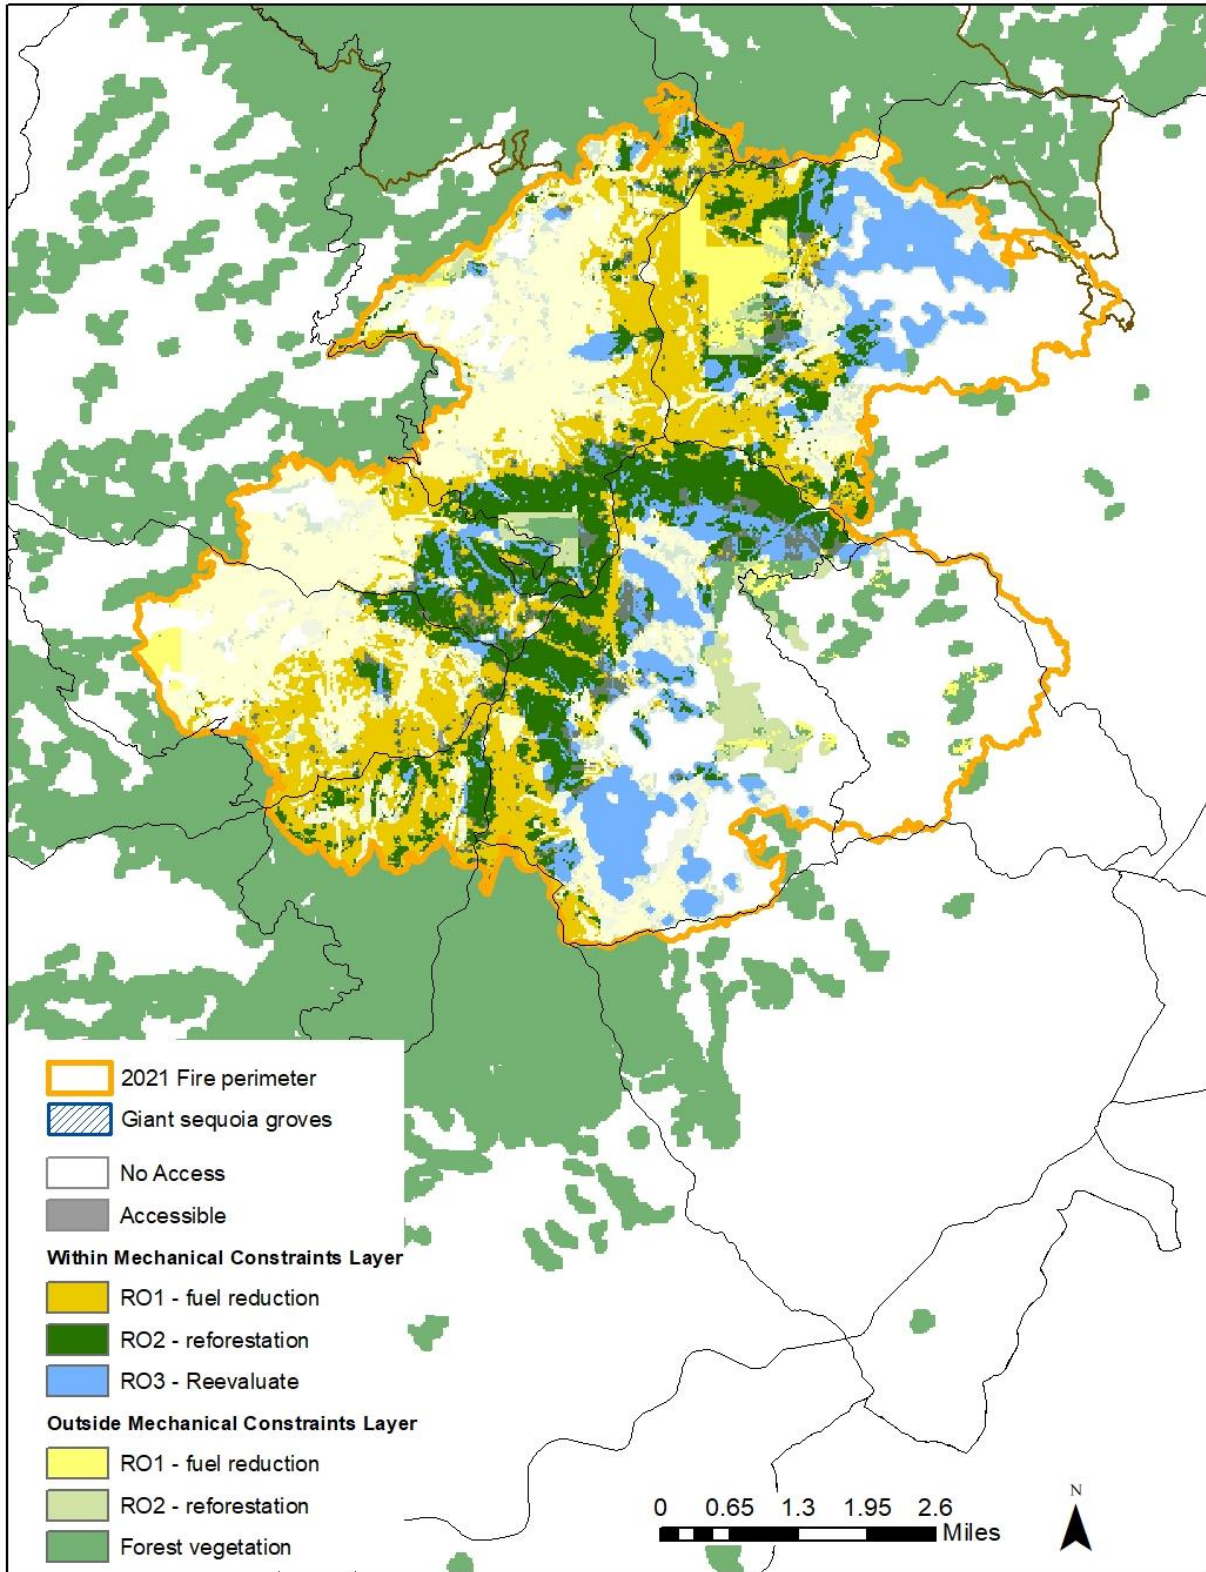 2021 Fire perimeter
Giant sequoia groves
No Access
Accessible
Within Mechanical Constraints Layer
RO1 - fuel reduction
RO2 - reforestation
RO3 - Reevaluate
Outside Mechanical Constraints Layer
RO1 - fuel reduction
RO2 - reforestation
Forest vegetation
0 0.65 1.3 1.95 2.6
Miles
N